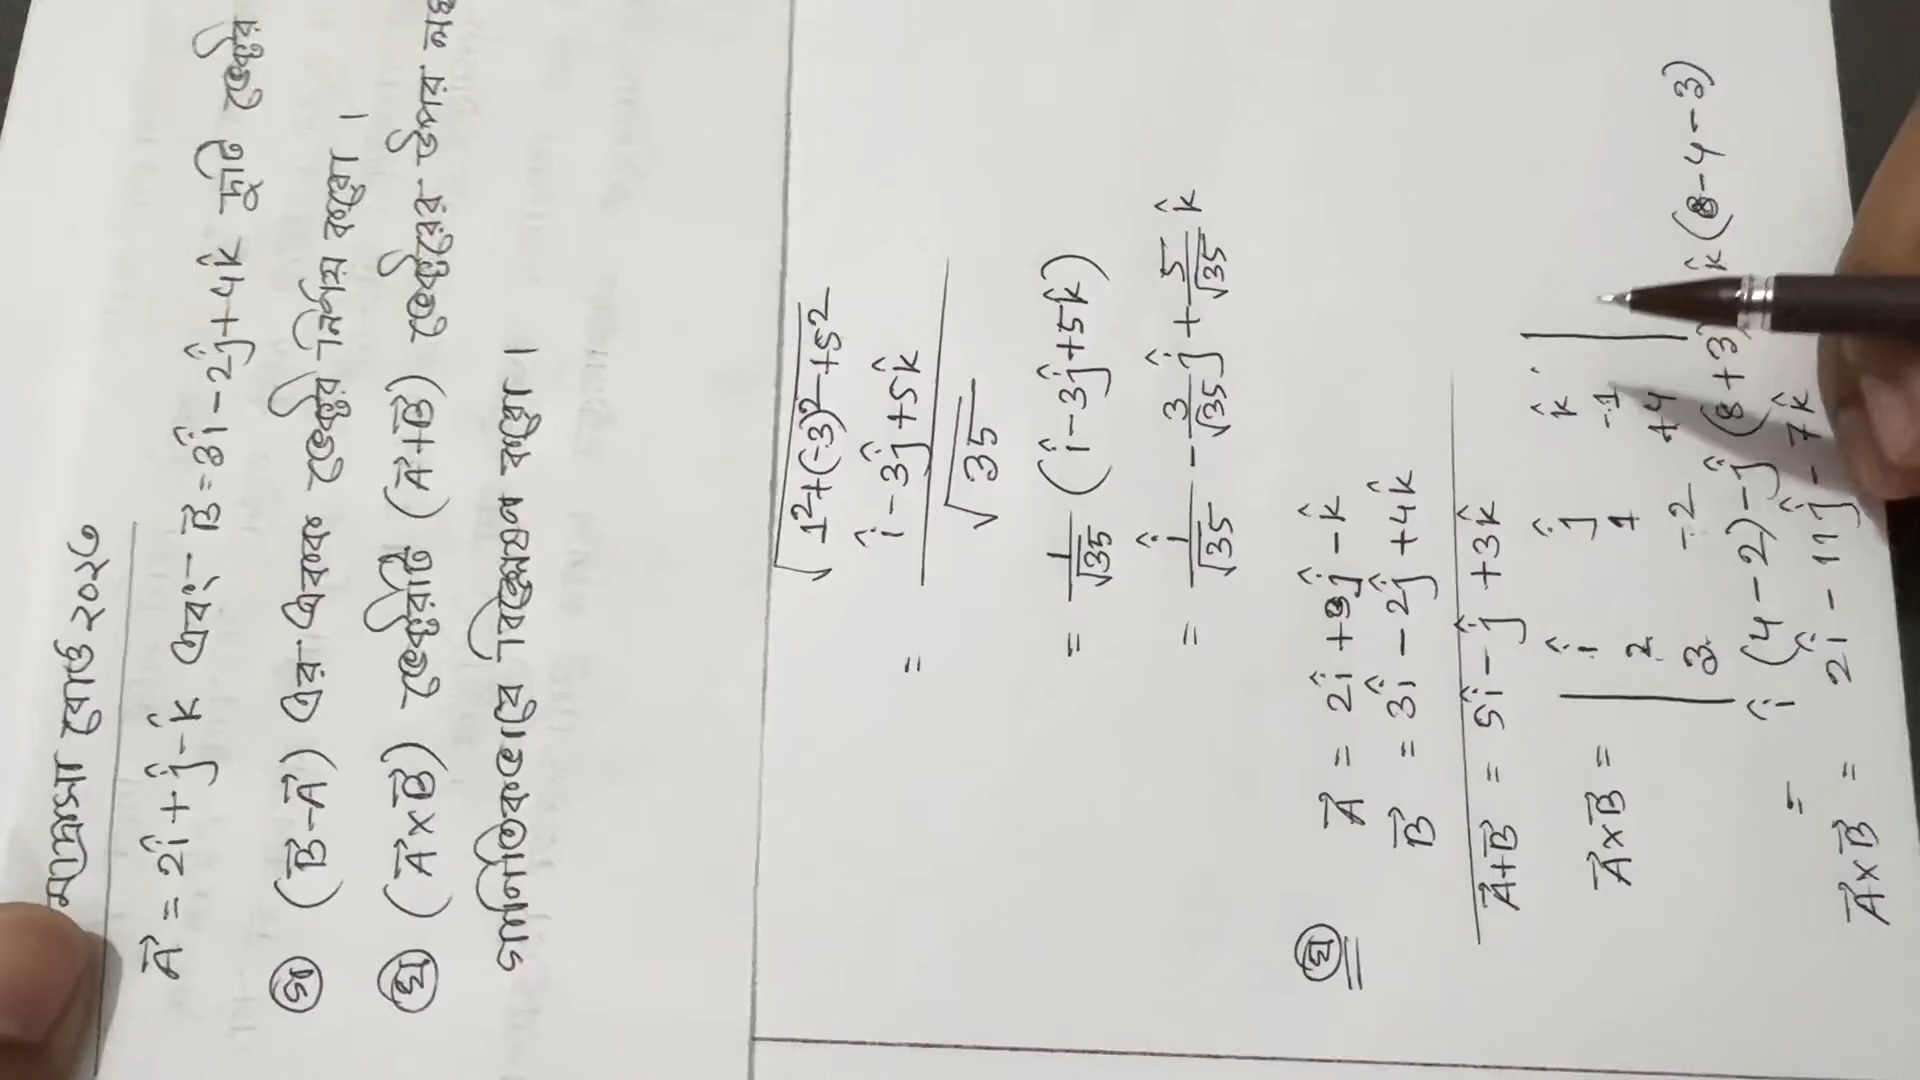 মাদ্রাসা বোর্ড ২০২৩
A⃗ = 2î + ĵ - k̂ এবং B⃗ = 3î - 2ĵ + 4k̂ দুটি ভেক্টর
গ (B⃗ - A⃗) এর একক ভেক্টর নির্ণয় করো।
ঘ (A⃗ × B⃗) ভেক্টরটি (A⃗ + B⃗) ভেক্টরের উপর লম্ব
গাণিতিকভাবে বিশ্লেষণ করো।
√1² + (-3)² + 5²
= î - 3ĵ + 5k̂ / √35
= 1/√35 (î - 3ĵ + 5k̂)
= î/√35 - 3/√35 ĵ + 5/√35 k̂
ঘ
A⃗ = 2î + ĵ - k̂
B⃗ = 3î - 2ĵ + 4k̂
A⃗ + B⃗ = 5î - ĵ + 3k̂
A⃗ × B⃗ = | î ĵ k̂
2 1 -1
3 -2 +4 |
= î (4 - 2) - ĵ (8 + 3) k̂ (-4 - 3)
A⃗ × B⃗ = 2î - 11ĵ - 7k̂